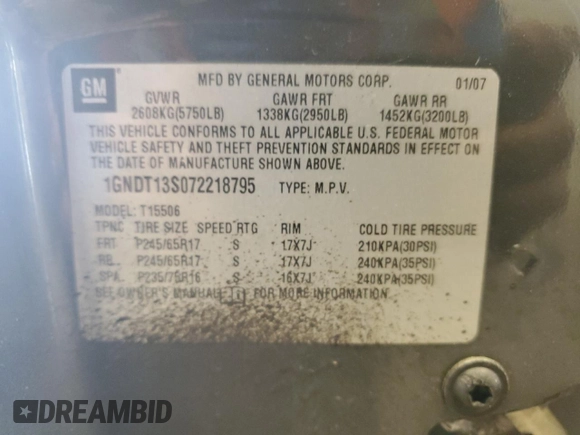 GM
MFD BY GENERAL MOTORS CORP. 01/07
GVWR GAWR FRT GAWR RR
2608KG(5750LB) 1338KG(2950LB) 1452KG(3200LB)
THIS VEHICLE CONFORMS TO ALL APPLICABLE U.S. FEDERAL MOTOR
VEHICLE SAFETY AND THEFT PREVENTION STANDARDS IN EFFECT ON
THE DATE OF MANUFACTURE SHOWN ABOVE.
1GNDT13S072218795 TYPE: M.P.V.
MODEL: T15506
TPNC TIRE SIZE SPEED RTG RIM COLD TIRE PRESSURE
FRT P245/65R17 S 17X7J 210KPA(30PSI)
RR P245/65R17 S 17X7J 240KPA(35PSI)
SPA P235/75R16 S 16X7J 240KPA(35PSI)
SEE OWNER'S MANUAL FOR MORE INFORMATION.
DREAMBID